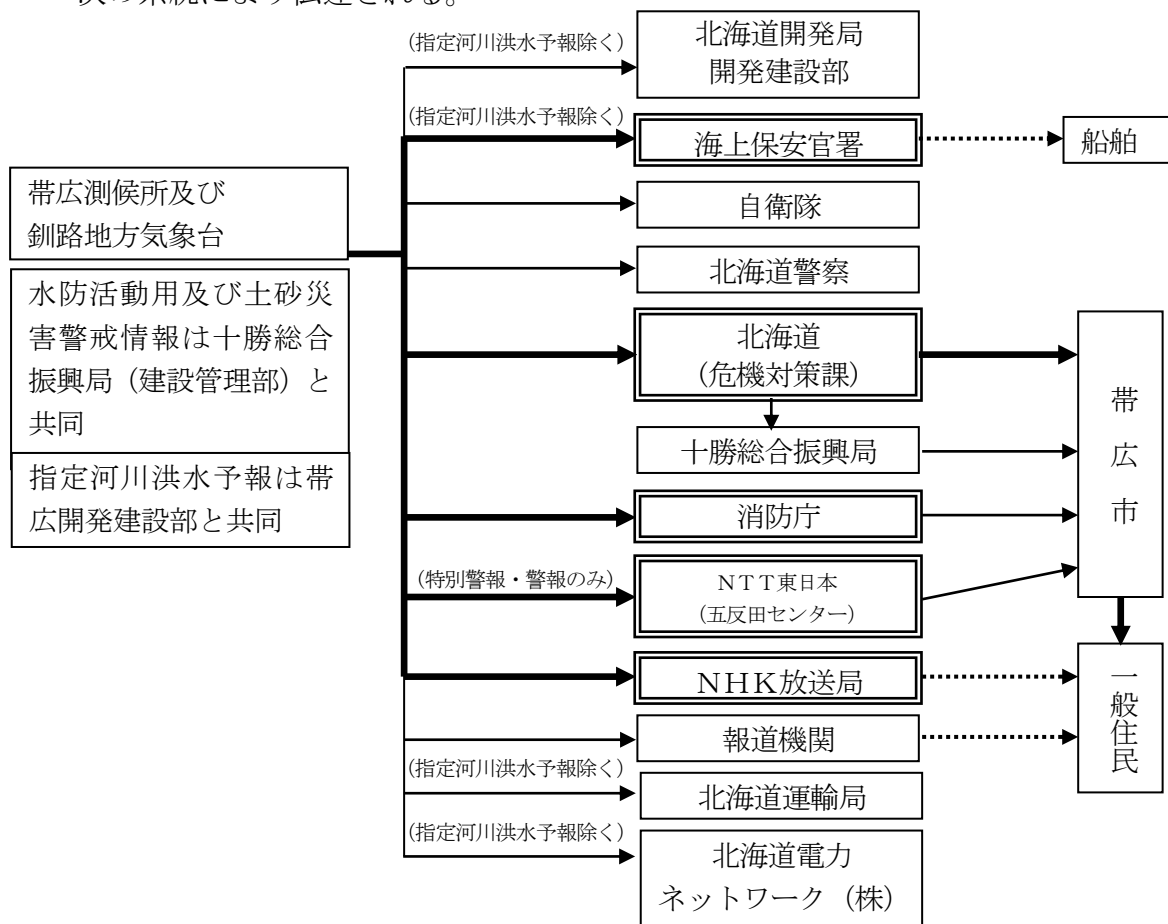 次の系統により伝達される。
(指定河川洪水予報除く)
北海道開発局
開発建設部
(指定河川洪水予報除く)
海上保安官署
船舶
帯広測候所及び
釧路地方気象台
自衛隊
北海道警察
水防活動用及び土砂災
害警戒情報は十勝総合
振興局（建設管理部）と
共同
北海道
（危機対策課）
帯広市
十勝総合振興局
指定河川洪水予報は帯
広開発建設部と共同
消防庁
(特別警報・警報のみ)
ＮＴＴ東日本
(五反田センター)
ＮＨＫ放送局
一般住民
報道機関
(指定河川洪水予報除く)
北海道運輸局
(指定河川洪水予報除く)
北海道電力
ネットワーク（株）